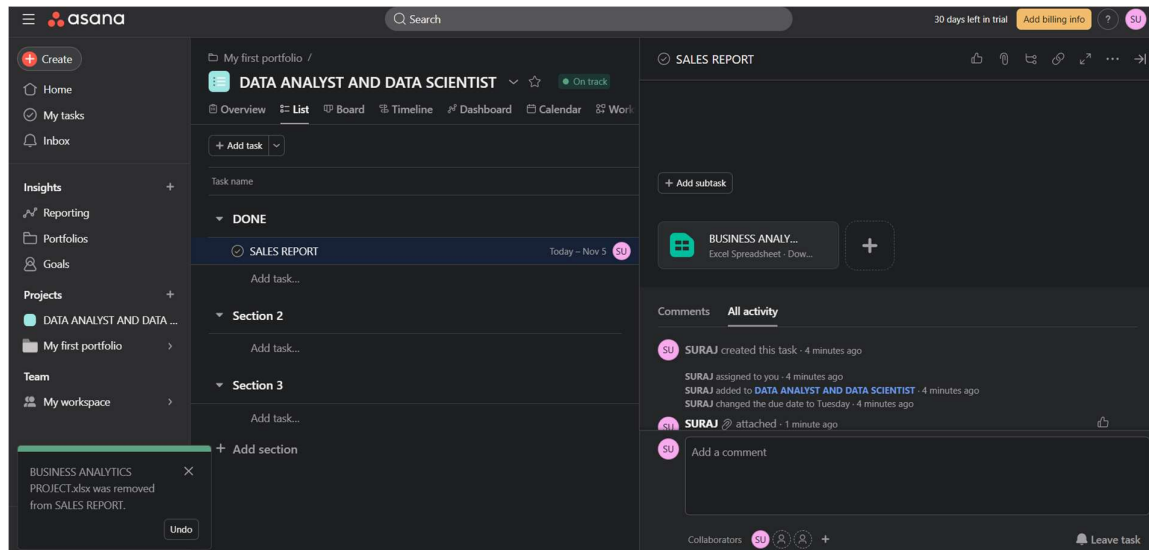 asana
Search
30 days left in trial
Add billing info
?
SU
Create
Home
My tasks
Inbox
Insights
Reporting
Portfolios
Goals
Projects
DATA ANALYST AND DATA ...
My first portfolio
Team
My workspace
BUSINESS ANALYTICS
PROJECT.xlsx was removed
from SALES REPORT.
Undo
My first portfolio /
DATA ANALYST AND DATA SCIENTIST
On track
Overview List Board Timeline Dashboard Calendar Work
+ Add task
Task name
DONE
SALES REPORT Today – Nov 5 SU
Add task...
Section 2
Add task...
Section 3
Add task...
+ Add section
SALES REPORT
+ Add subtask
BUSINESS ANALY...
Excel Spreadsheet · Dow...
Comments All activity
SU SURAJ created this task · 4 minutes ago
SURAJ assigned to you · 4 minutes ago
SURAJ added to DATA ANALYST AND DATA SCIENTIST · 4 minutes ago
SURAJ changed the due date to Tuesday · 4 minutes ago
SU SURAJ attached · 1 minute ago
SU Add a comment
Collaborators SU + Leave task